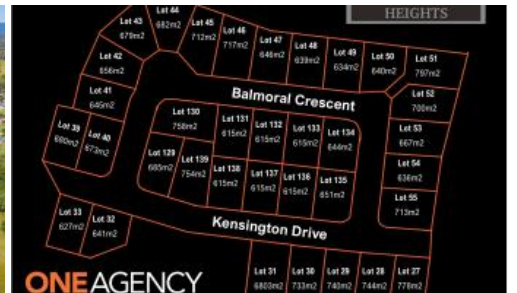 HEIGHTS
Lot 43
679m2
Lot 44
682m2
Lot 45
712m2
Lot 46
717m2
Lot 47
646m2
Lot 48
639m2
Lot 49
634m2
Lot 50
640m2
Lot 51
797m2
Lot 42
656m2
Lot 41
646m2
Lot 52
700m2
Balmoral Crescent
Lot 39
680m2
Lot 40
673m2
Lot 130
758m2
Lot 131
615m2
Lot 132
615m2
Lot 133
615m2
Lot 134
644m2
Lot 53
667m2
Lot 129
685m2
Lot 139
754m2
Lot 138
615m2
Lot 137
615m2
Lot 136
615m2
Lot 135
651m2
Lot 54
636m2
Lot 55
713m2
Lot 33
627m2
Lot 32
641m2
Kensington Drive
Lot 31
6803m2
Lot 30
733m2
Lot 29
740m2
Lot 28
744m2
Lot 27
778m2
ONEAGENCY